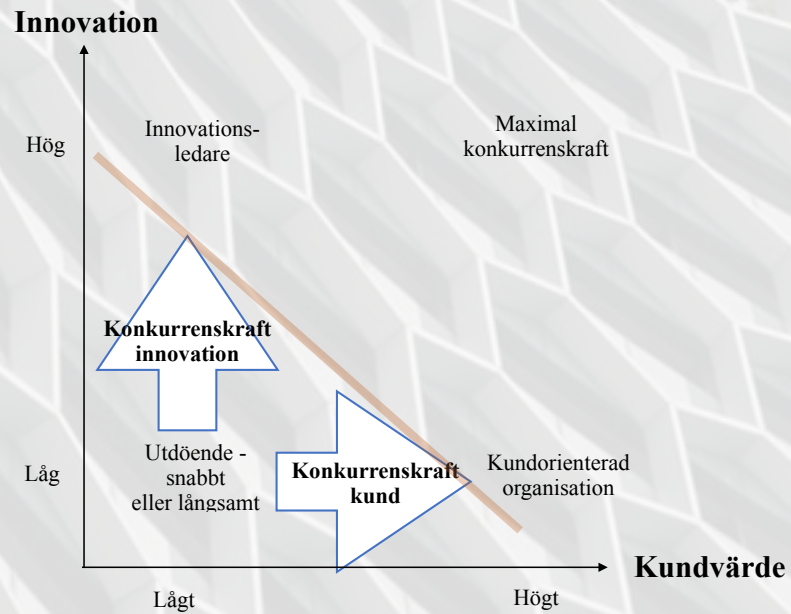 Innovation
Hög
Innovations-
ledare
Maximal
konkurrenskraft
Konkurrenskraft
innovation
Låg
Utdöende -
snabbt
eller långsamt
Konkurrenskraft
kund
Kundorienterad
organisation
Kundvärde
Lågt
Högt